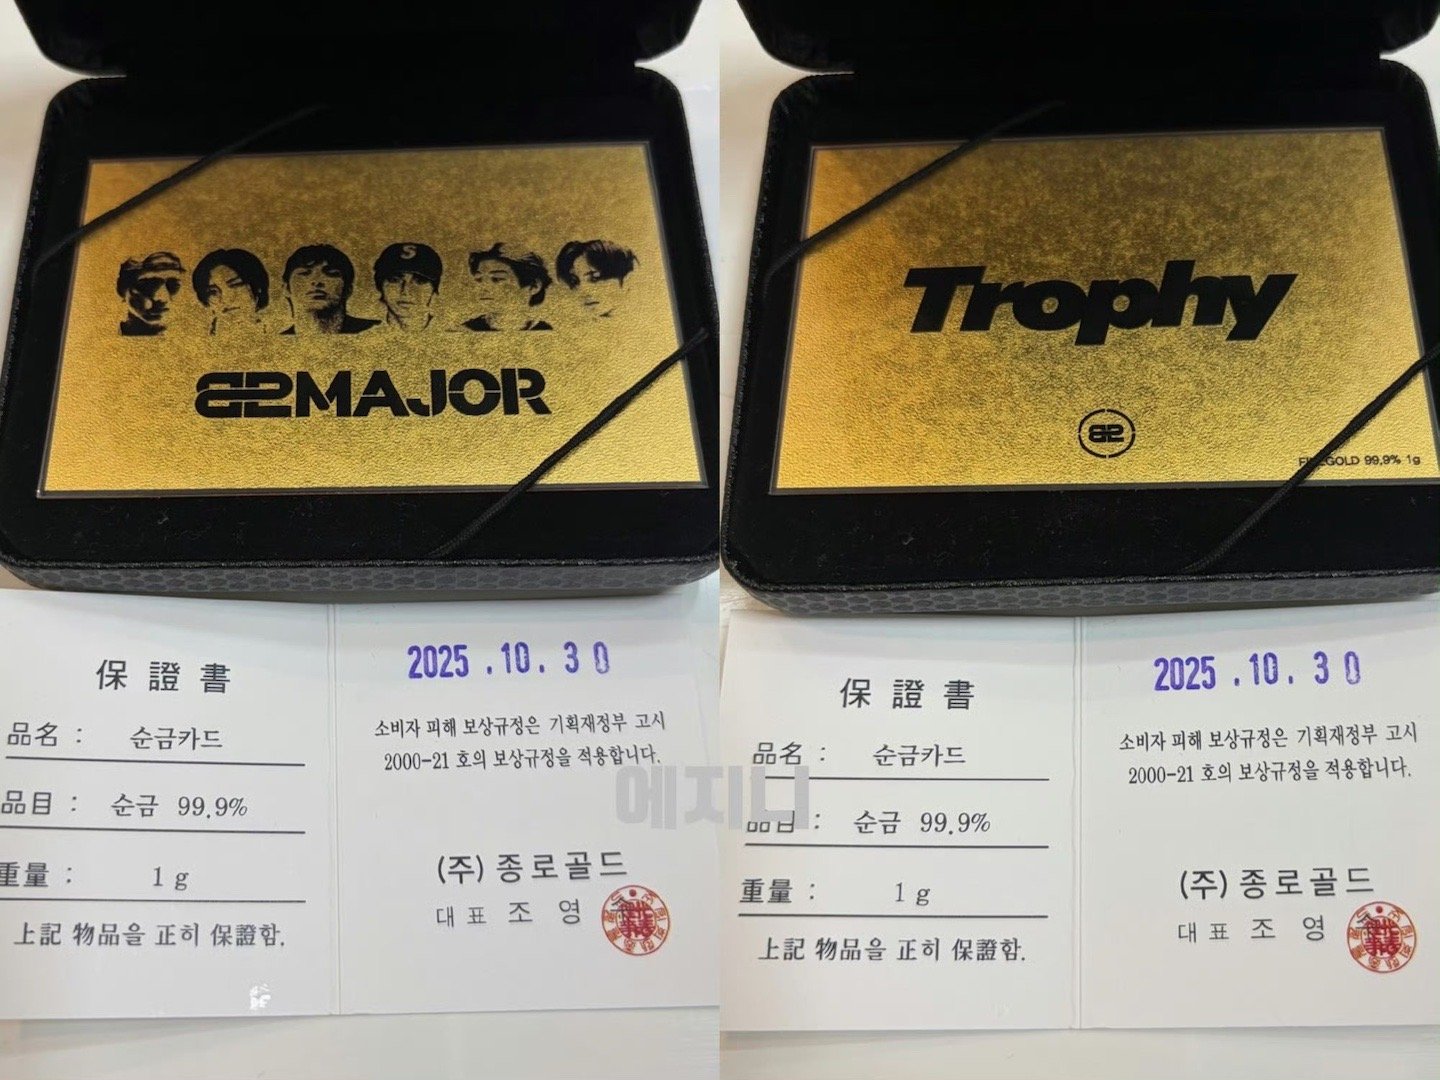 82MAJOR
保證書
品名 : 순금카드
品目 : 순금 99.9%
重量 : 1 g
上記 物品을 正히 保證함.
2025.10.30
소비자 피해 보상규정은 기획재정부 고시
2000-21 호의 보상규정을 적용합니다.
(주) 종로골드
대표 조 영
Trophy
82
GOLD 99,9% 1g
保證書
品名 : 순금카드
品目 : 순금 99.9%
重量 : 1 g
上記 物品을 正히 保證함.
2025.10.30
소비자 피해 보상규정은 기획재정부 고시
2000-21 호의 보상규정을 적용합니다.
(주) 종로골드
대표 조 영
에지니
S